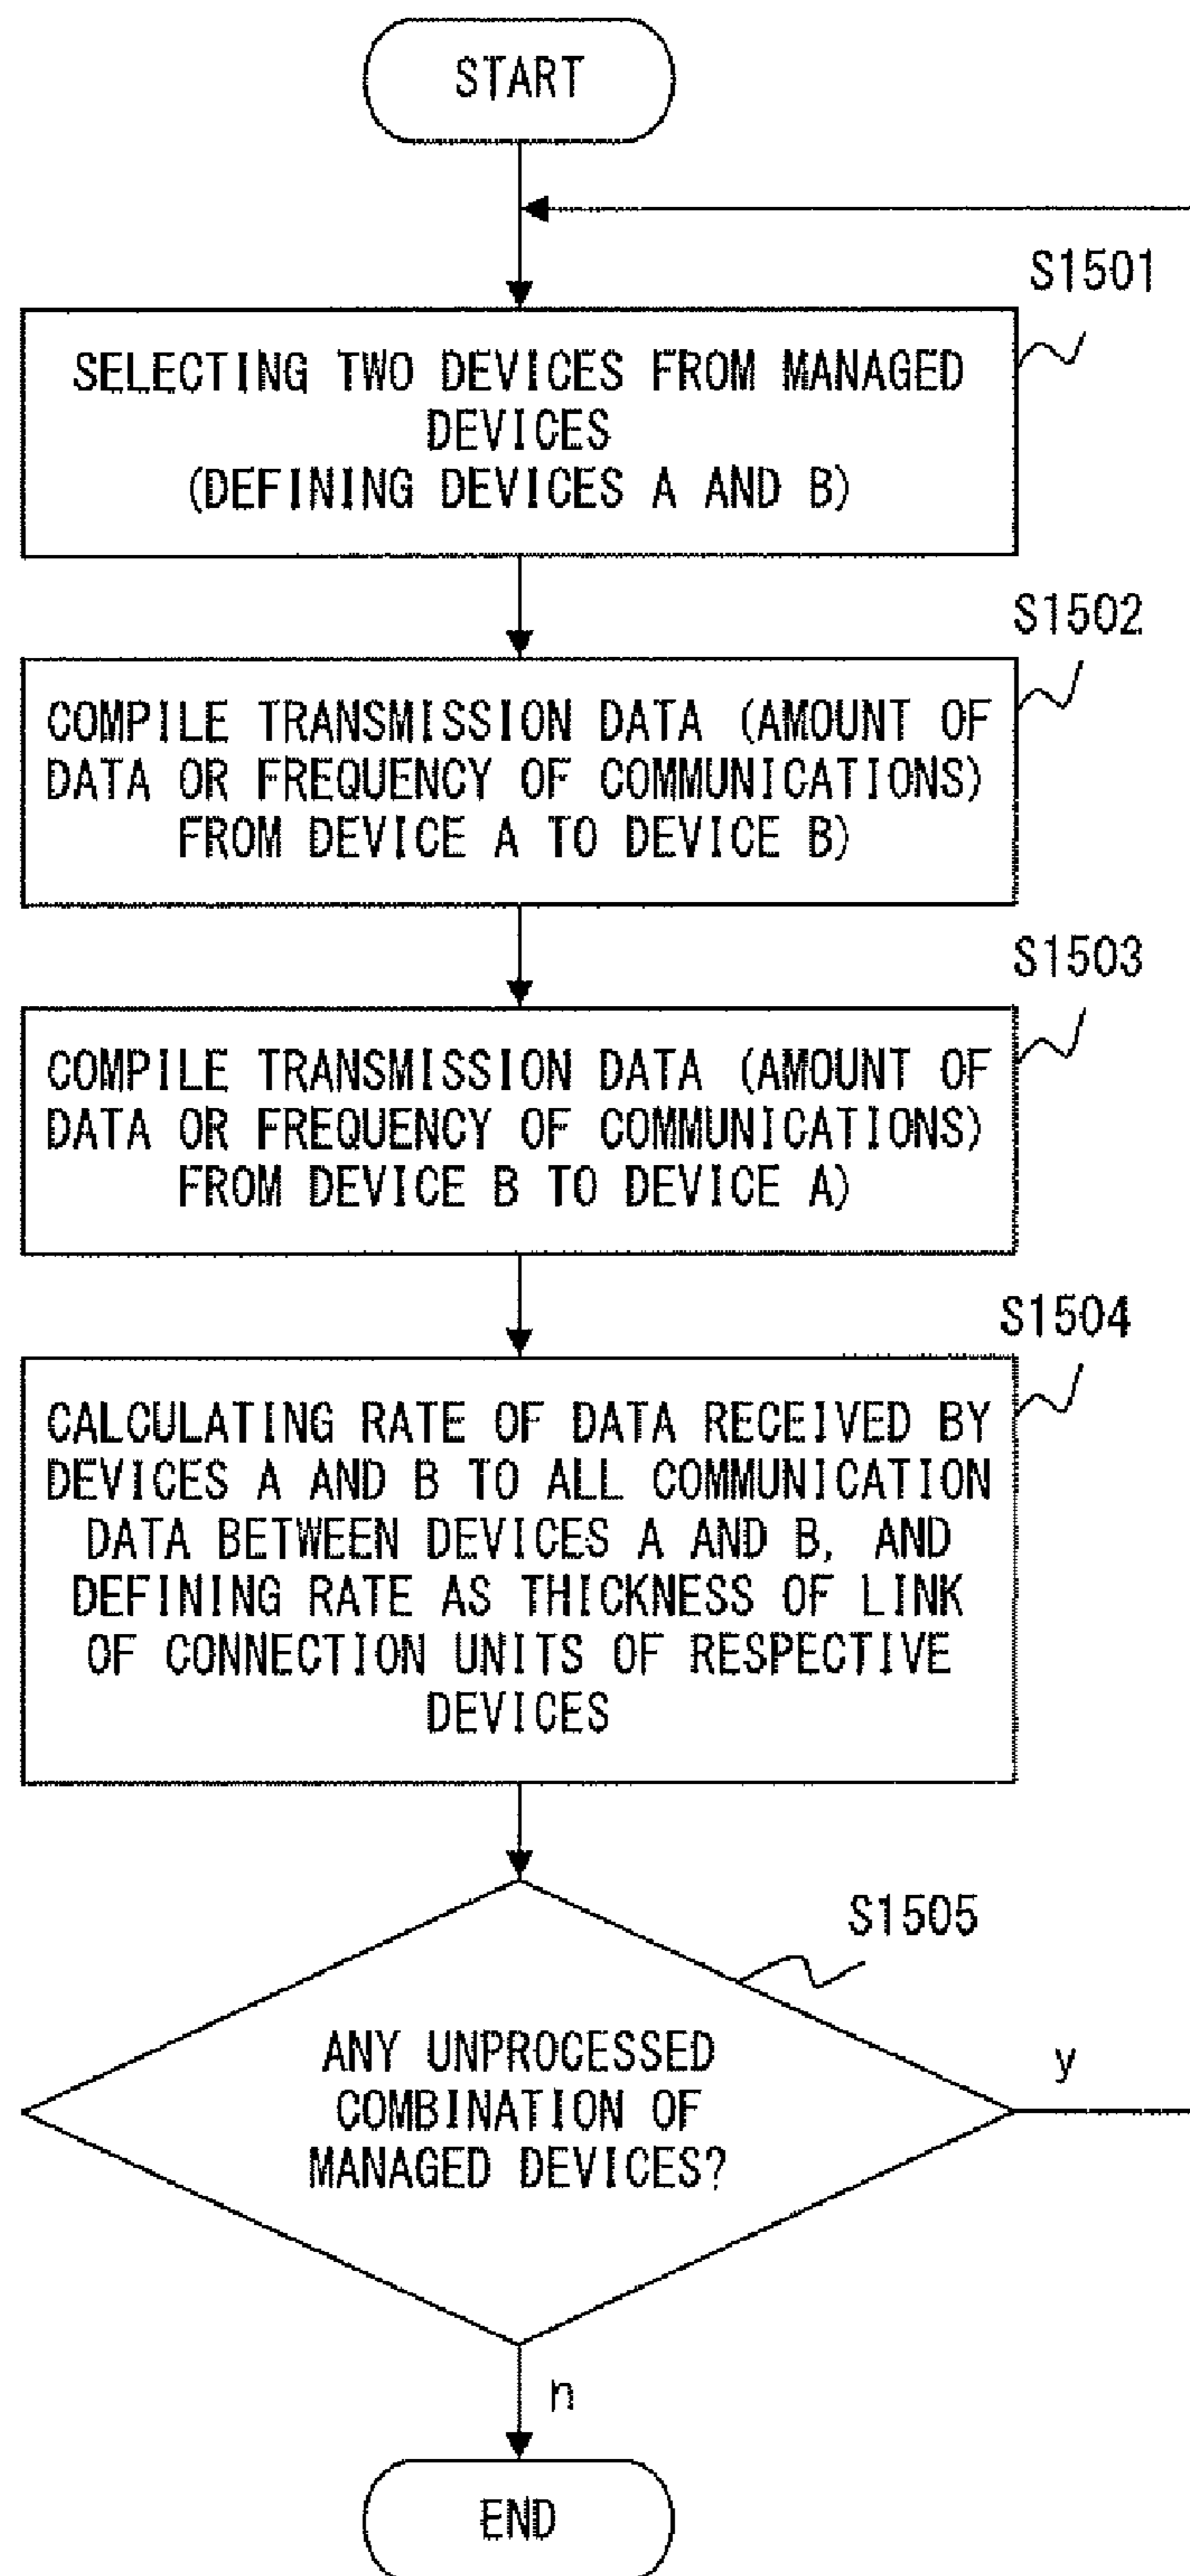 START
S1501
SELECTING TWO DEVICES FROM MANAGED
DEVICES
(DEFINING DEVICES A AND B)
S1502
COMPILE TRANSMISSION DATA (AMOUNT OF
DATA OR FREQUENCY OF COMMUNICATIONS)
FROM DEVICE A TO DEVICE B)
S1503
COMPILE TRANSMISSION DATA (AMOUNT OF
DATA OR FREQUENCY OF COMMUNICATIONS)
FROM DEVICE B TO DEVICE A)
S1504
CALCULATING RATE OF DATA RECEIVED BY
DEVICES A AND B TO ALL COMMUNICATION
DATA BETWEEN DEVICES A AND B, AND
DEFINING RATE AS THICKNESS OF LINK
OF CONNECTION UNITS OF RESPECTIVE
DEVICES
S1505
ANY UNPROCESSED
COMBINATION OF
MANAGED DEVICES?
y
n
END